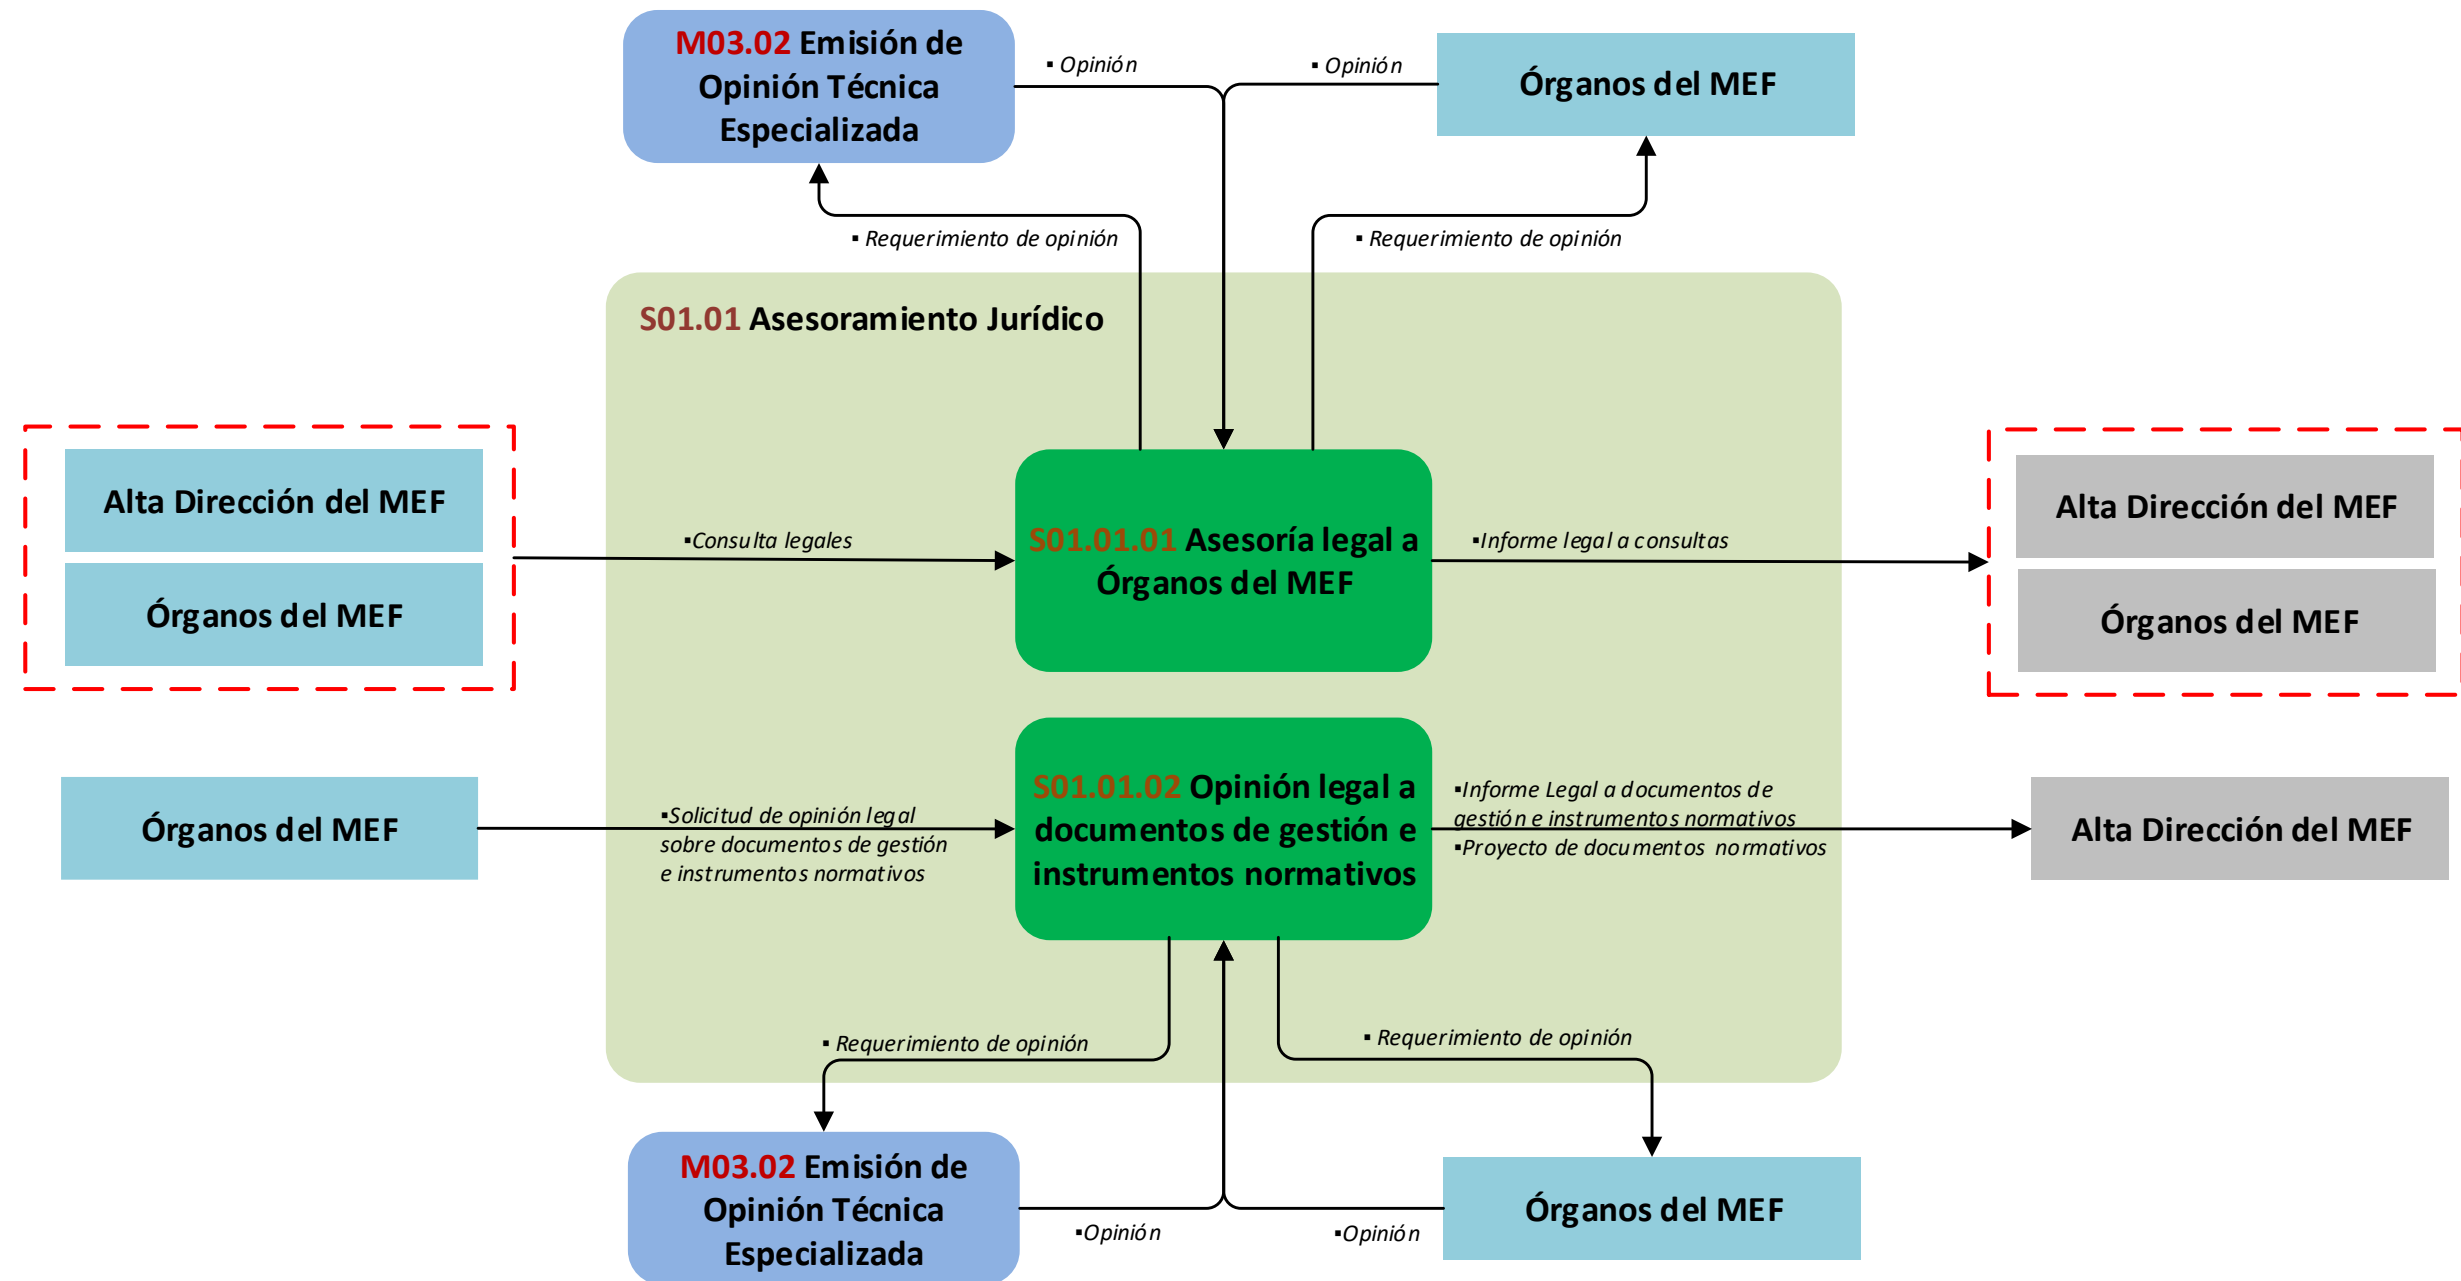 M03.02 Emisión de
Opinión Técnica
Especializada
▪ Opinión
▪ Opinión
Órganos del MEF
▪ Requerimiento de opinión
▪ Requerimiento de opinión
S01.01 Asesoramiento Jurídico
Alta Dirección del MEF
Órganos del MEF
▪Consulta legales
S01.01.01 Asesoría legal a
Órganos del MEF
▪Informe legal a consultas
Alta Dirección del MEF
Órganos del MEF
Órganos del MEF
▪Solicitud de opinión legal
sobre documentos de gestión
e instrumentos normativos
S01.01.02 Opinión legal a
documentos de gestión e
instrumentos normativos
▪Informe Legal a documentos de
gestión e instrumentos normativos
▪Proyecto de documentos normativos
Alta Dirección del MEF
▪ Requerimiento de opinión
▪ Requerimiento de opinión
M03.02 Emisión de
Opinión Técnica
Especializada
▪Opinión
▪Opinión
Órganos del MEF